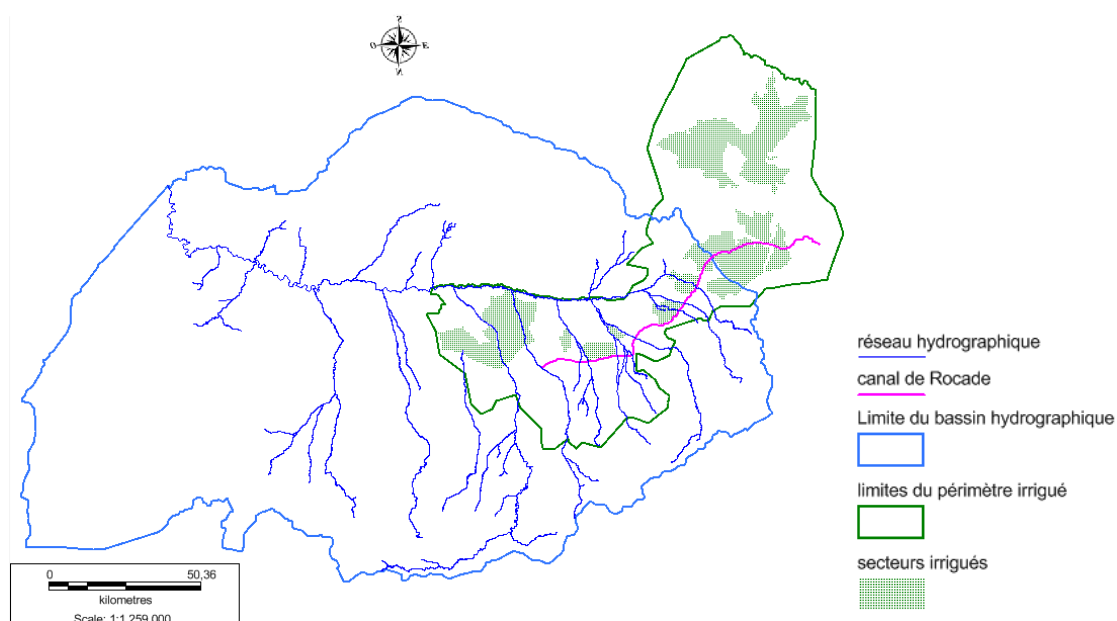 O E
réseau hydrographique
canal de Rocade
Limite du bassin hydrographique
limites du périmètre irrigué
secteurs irrigués
0 50,36
kilometres
Scale: 1:1 259 000